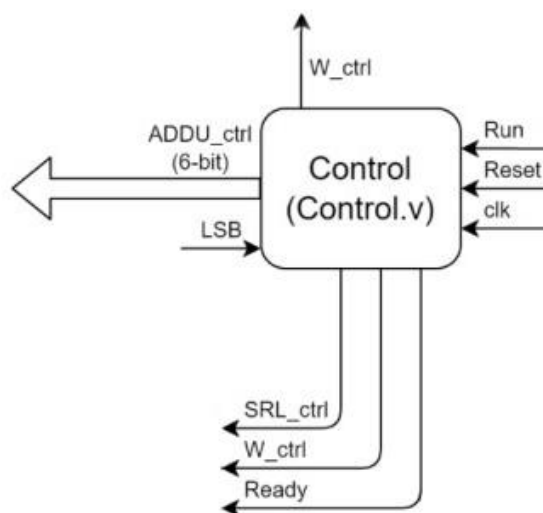 W_ctrl
ADDU_ctrl
(6-bit)
Control
(Control.v)
Run
Reset
clk
LSB
SRL_ctrl
W_ctrl
Ready